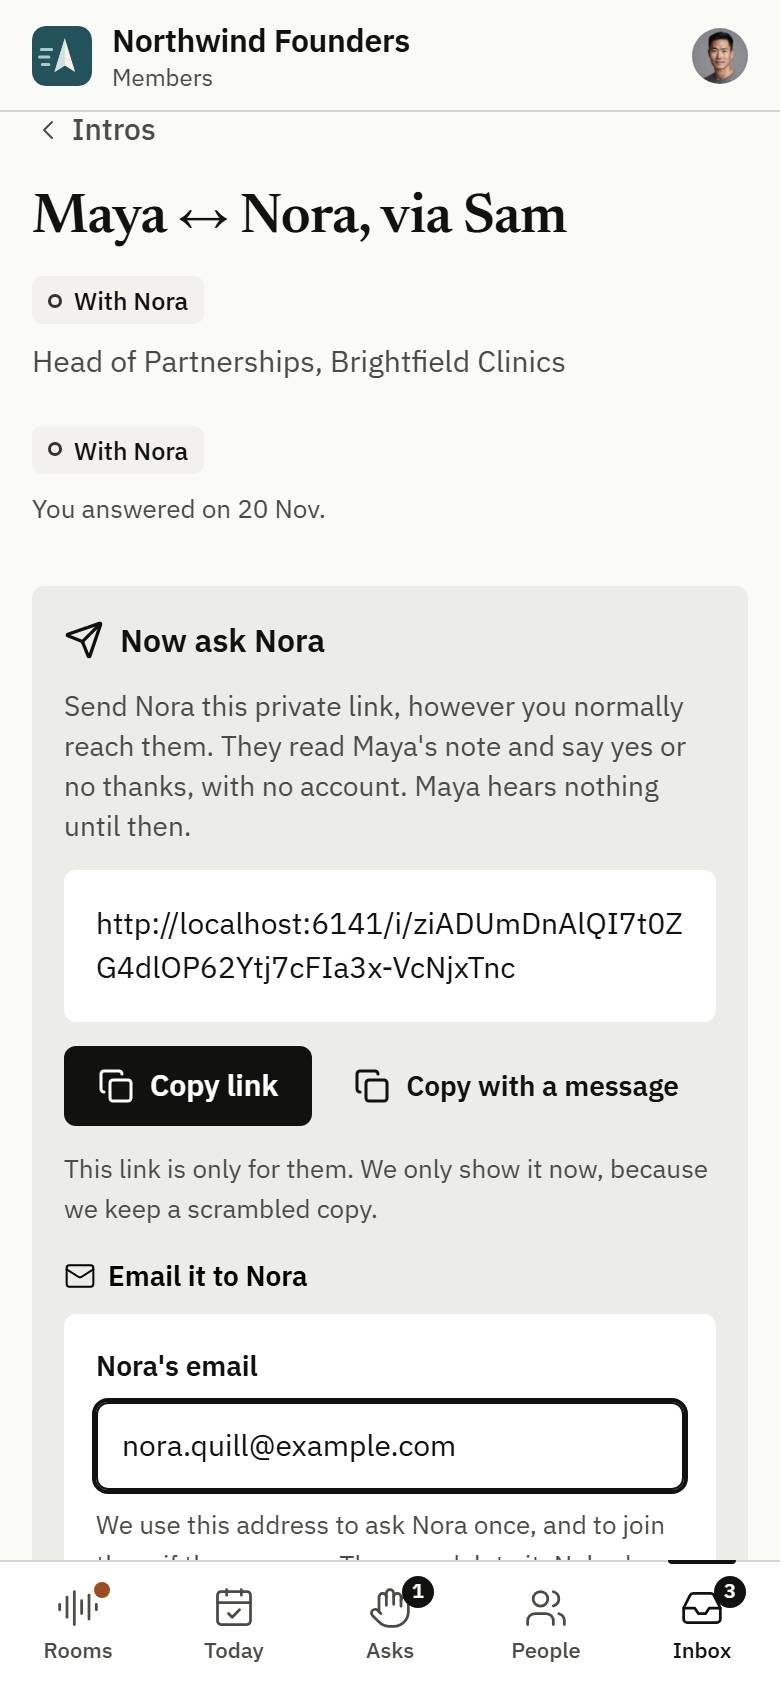 Northwind Founders
Members
Intros
Maya ↔ Nora, via Sam
With Nora
Head of Partnerships, Brightfield Clinics
With Nora
You answered on 20 Nov.
Now ask Nora
Send Nora this private link, however you normally
reach them. They read Maya's note and say yes or
no thanks, with no account. Maya hears nothing
until then.
http://localhost:6141/i/ziADUmDnAlQI7t0Z
G4dlOP62Ytj7cFIa3x-VcNjxTnc
Copy link
Copy with a message
This link is only for them. We only show it now, because
we keep a scrambled copy.
Email it to Nora
Nora's email
nora.quill@example.com
We use this address to ask Nora once, and to join
Rooms
Today
1
Asks
People
3
Inbox